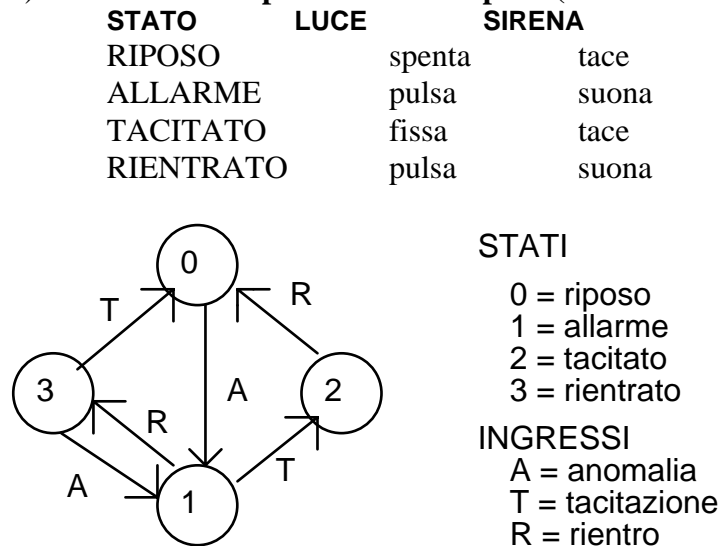 STATO LUCE SIRENA
RIPOSO spenta tace
ALLARME pulsa suona
TACITATO fissa tace
RIENTRATO pulsa suona
0
T
R
3
A
2
R
A
T
1
STATI
0 = riposo
1 = allarme
2 = tacitato
3 = rientrato
INGRESSI
A = anomalia
T = tacitazione
R = rientro